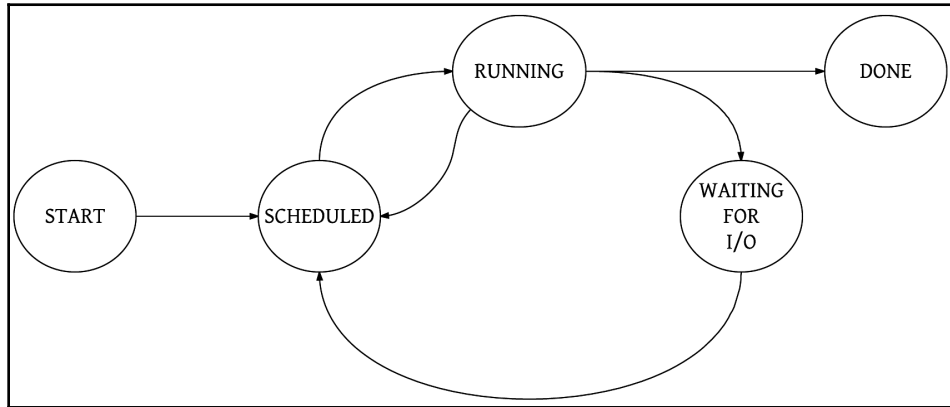 RUNNING
DONE
START
SCHEDULED
WAITING
FOR
I/O